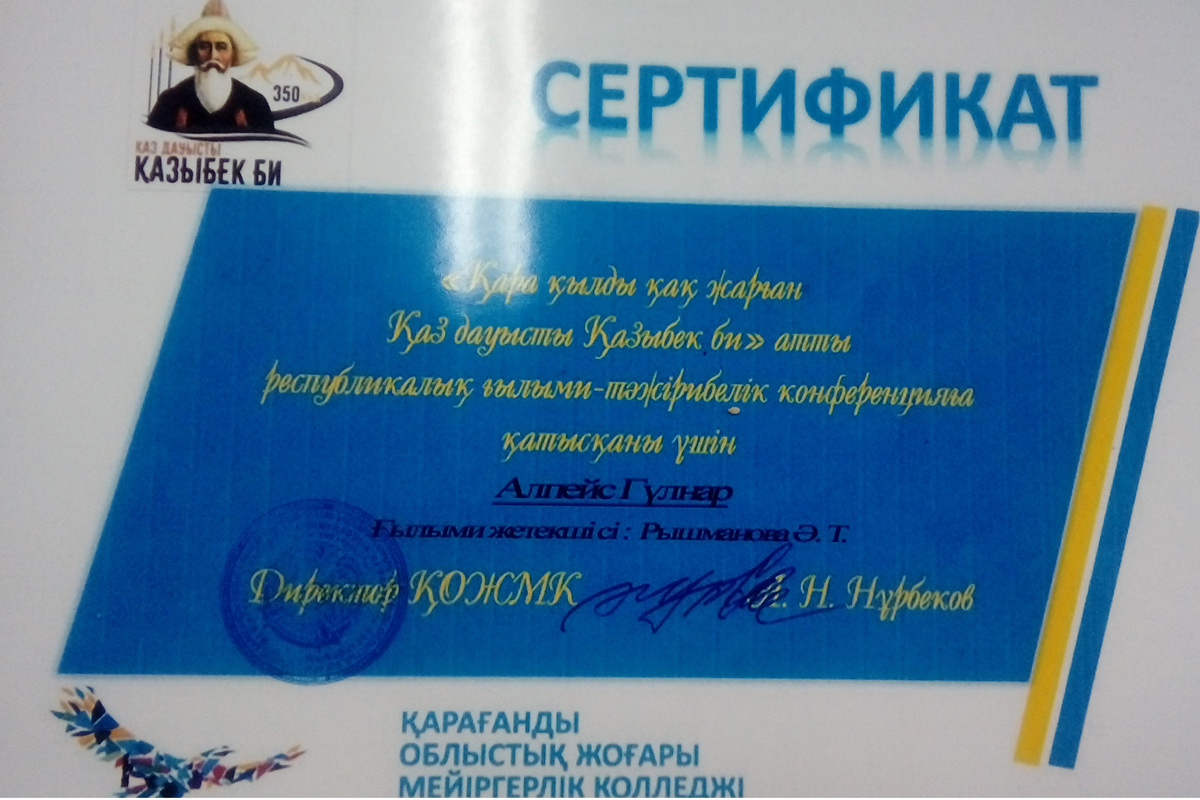 СЕРТИФИКАТ
350
ҚАЗ ДАУЫСТЫ
ҚАЗЫБЕК БИ
«Қара қылды қақ жарған
Қаз дауысты Қазыбек би» атты
республикалық ғылыми-тәжірибелік конференцияға
қатысқаны үшін
Алпейс Гүлнар
Ғылыми жетекшісі : Рышманова Ә. Т.
Директор ҚОЖМК Н. Нұрбеков
ҚАРАҒАНДЫ
ОБЛЫСТЫҚ ЖОҒАРЫ
МЕЙІРГЕРЛІК КОЛЛЕДЖІ